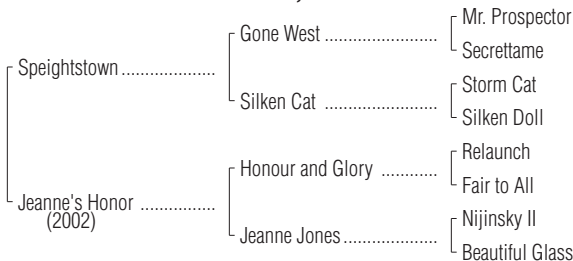 Mr. Prospector
Gone West ........................
Secrettame
Speightstown ....................
Storm Cat
Silken Cat ........................
Silken Doll
Relaunch
Honour and Glory ............
Fair to All
Jeanne's Honor ................
(2002)
Nijinsky II
Jeanne Jones ....................
Beautiful Glass